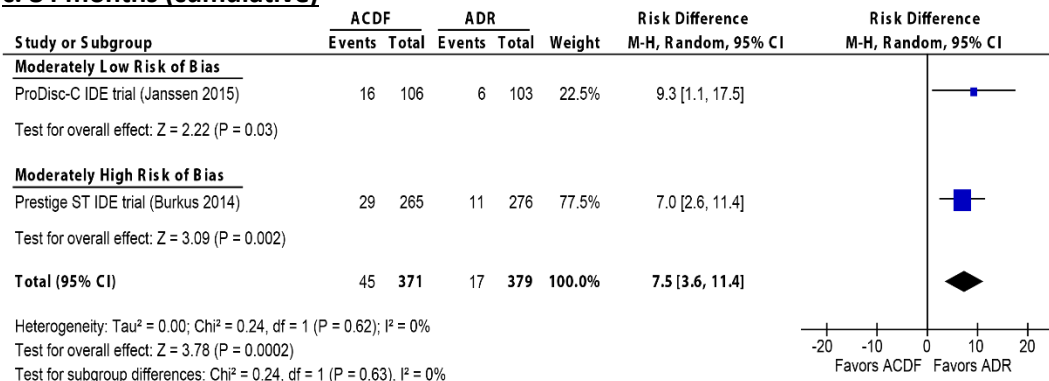 ACDF ADR Risk Difference Risk Difference
Study or Subgroup Events Total Events Total Weight M-H, Random, 95% CI M-H, Random, 95% CI
Moderately Low Risk of Bias
ProDisc-C IDE trial (Janssen 2015) 16 106 6 103 22.5% 9.3 [1.1, 17.5]
Test for overall effect: Z = 2.22 (P = 0.03)
Moderately High Risk of Bias
Prestige ST IDE trial (Burkus 2014) 29 265 11 276 77.5% 7.0 [2.6, 11.4]
Test for overall effect: Z = 3.09 (P = 0.002)
Total (95% CI) 45 371 17 379 100.0% 7.5 [3.6, 11.4]
Heterogeneity: Tau² = 0.00; Chi² = 0.24, df = 1 (P = 0.62); I² = 0%
Test for overall effect: Z = 3.78 (P = 0.0002)
Test for subgroup differences: Chi² = 0.24, df = 1 (P = 0.63), I² = 0%
-20 -10 0 10 20
Favors ACDF Favors ADR